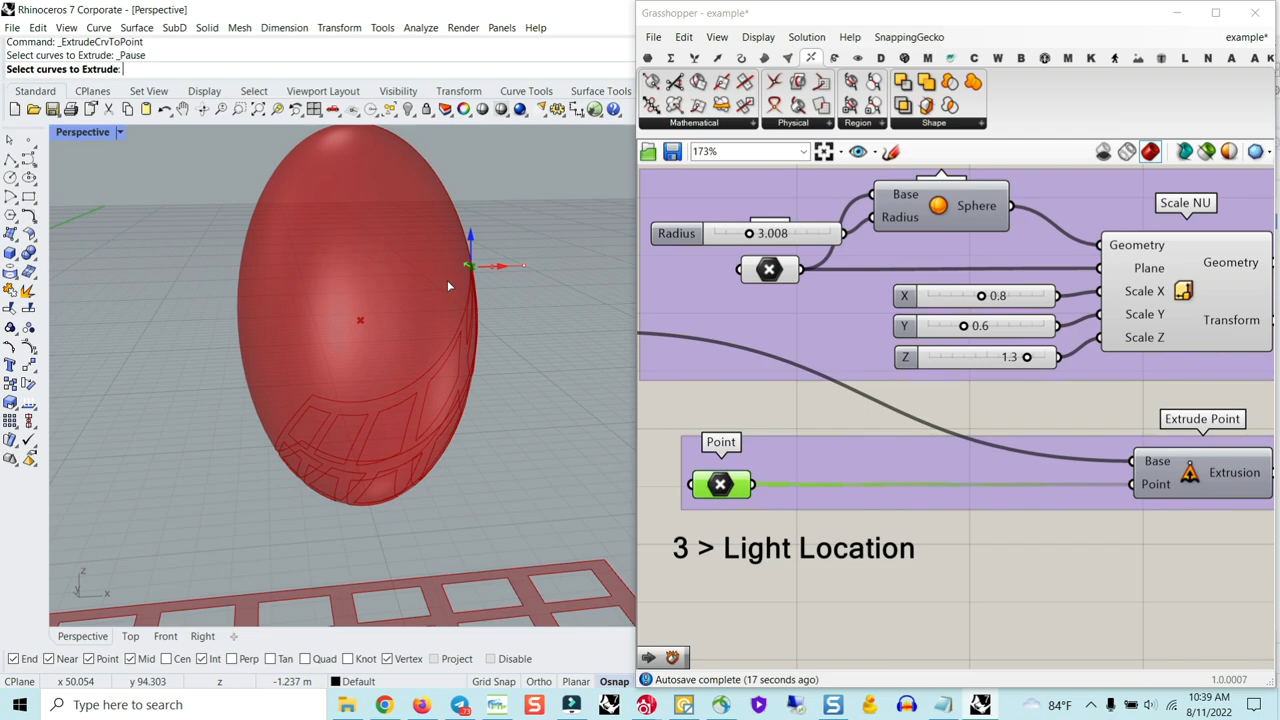 Rhinoceros 7 Corporate - [Perspective]
File Edit View Curve Surface SubD Solid Mesh Dimension Transform Tools Analyze Render Panels Help
Command: _ExtrudeCrvToPoint
Select curves to Extrude: _Pause
Select curves to Extrude:
Standard CPlanes Set View Select Viewport Layout Visibility Transform Curve Tools Surface Tools
Perspective
z
y x
Perspective Top Front Right
End Near Point Mid Cen Int Perp Tan Quad Knot Vertex Project Disable
CPlane x 50.054 y 94.303 z -1.237 m Default Grid Snap Ortho Planar Osnap
Grasshopper - example*
File Edit View Display Solution Help SnappingGecko example*
Mathematical Physical Region Shape
173%
Base
Radius
Sphere
Radius 3.008
Scale NU
Geometry
Plane
Scale X
Scale Y
Scale Z
Geometry
Transform
X 0.8
Y 0.6
Z 1.3
Extrude Point
Point
Base
Point
Extrusion
3 > Light Location
Autosave complete (17 seconds ago) 1.0.0007
Type here to search
73
84°F
10:39 AM
8/11/2022